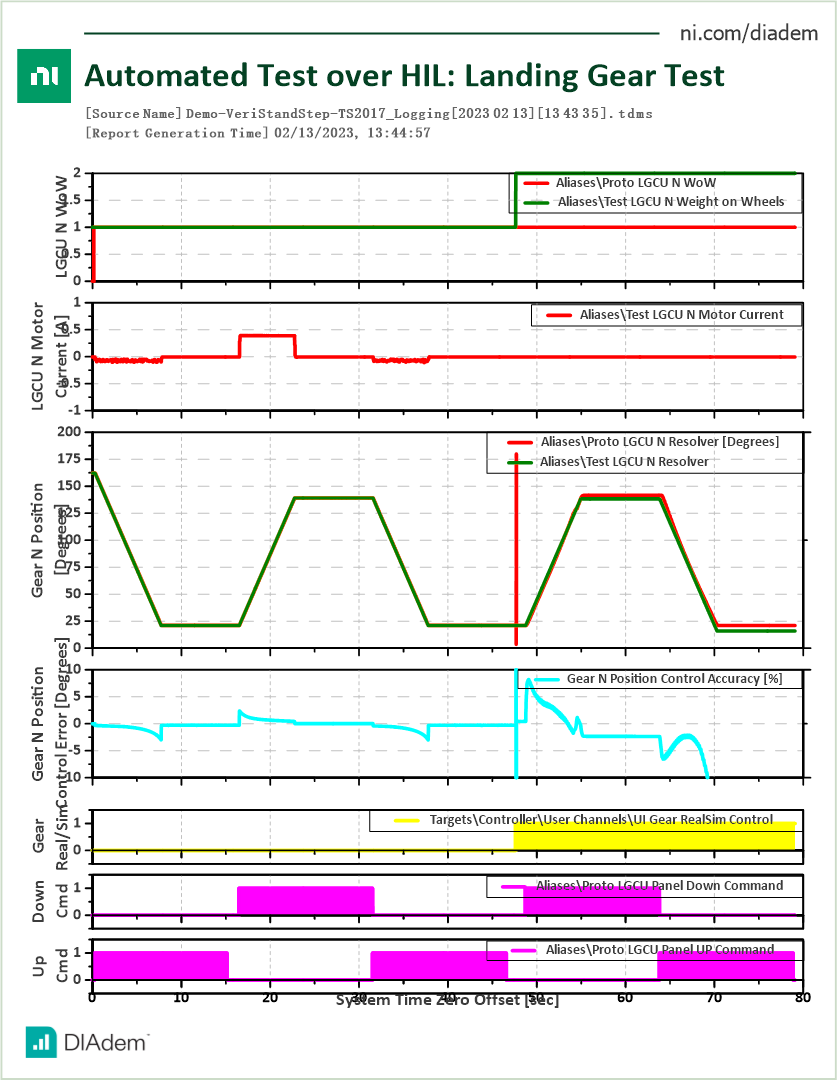 ni.com/diadem
ni
Automated Test over HIL: Landing Gear Test
[Source Name] Demo-VeriStandStep-TS2017_Logging[2023 02 13][13 43 35].tdms
[Report Generation Time] 02/13/2023, 13:44:57
LGCU N WoW
2
1.5
1
0.5
0
Aliases\Proto LGCU N WoW
Aliases\Test LGCU N Weight on Wheels
LGCU N Motor
Current [A]
1
0.5
0
-0.5
-1
Aliases\Test LGCU N Motor Current
Gear N Position
[Degrees]
200
175
150
125
100
75
50
25
0
Aliases\Proto LGCU N Resolver [Degrees]
Aliases\Test LGCU N Resolver
Gear N Position
Control Error [Degrees]
10
5
0
-5
-10
Gear N Position Control Accuracy [%]
Gear
Real/Sim
1
0
Targets\Controller\User Channels\UI Gear RealSim Control
Down
Cmd
1
0
Aliases\Proto LGCU Panel Down Command
Up
Cmd
1
0
Aliases\Proto LGCU Panel UP Command
0 10 20 30 40 50 60 70 80
System Time Zero Offset [sec]
DIAdem™